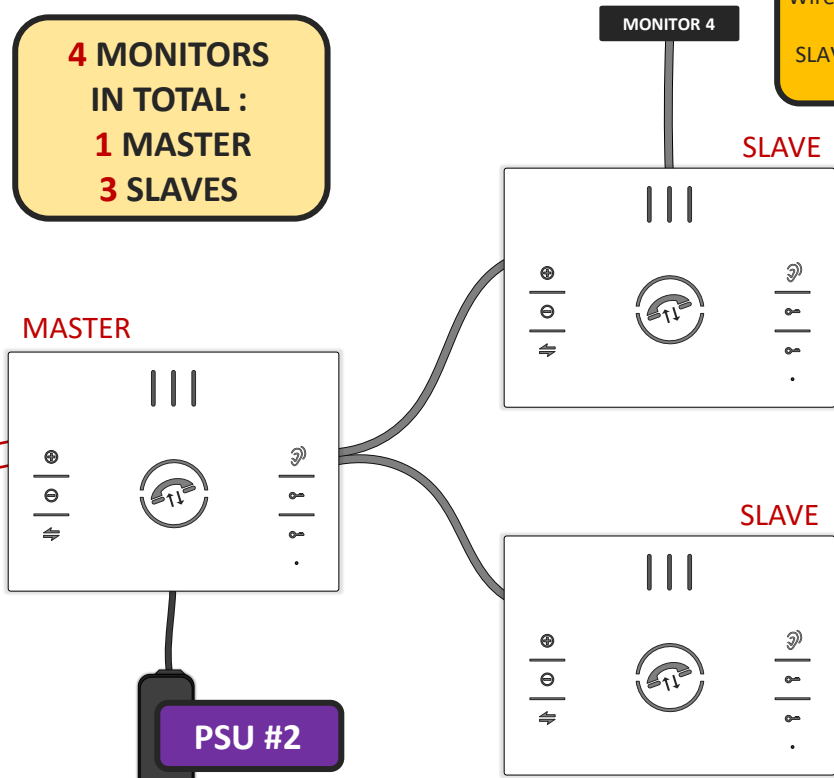 4 MONITORS
IN TOTAL :
1 MASTER
3 SLAVES
MONITOR 4
SLAVE
MASTER
SLAVE
PSU #2